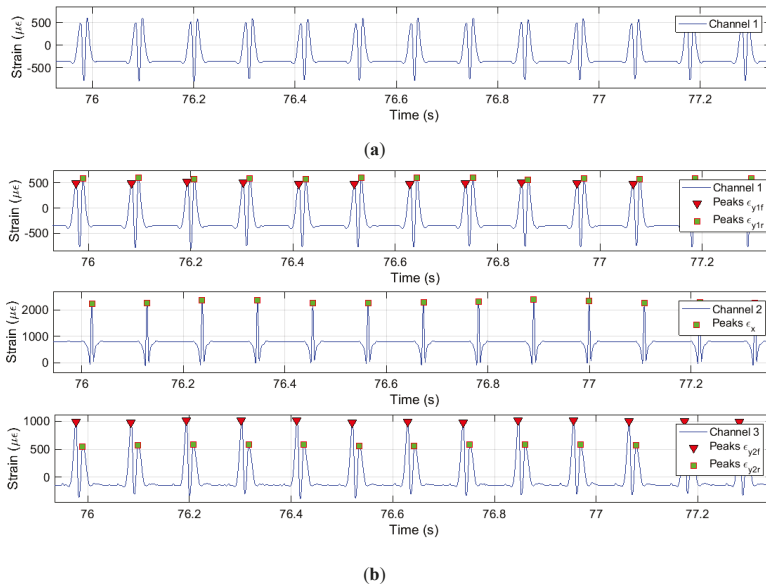 Strain (με)
500
0
-500
Channel 1
76
76.2
76.4
76.6
76.8
77
77.2
Time (s)
(a)
Strain (με)
500
0
-500
Channel 1
Peaks ϵy1f
Peaks ϵy1r
76
76.2
76.4
76.6
76.8
77
77.2
Strain (με)
2000
1000
0
Channel 2
Peaks ϵx
76
76.2
76.4
76.6
76.8
77
77.2
Strain (με)
1000
500
0
Channel 3
Peaks ϵy2f
Peaks ϵy2r
76
76.2
76.4
76.6
76.8
77
77.2
Time (s)
(b)